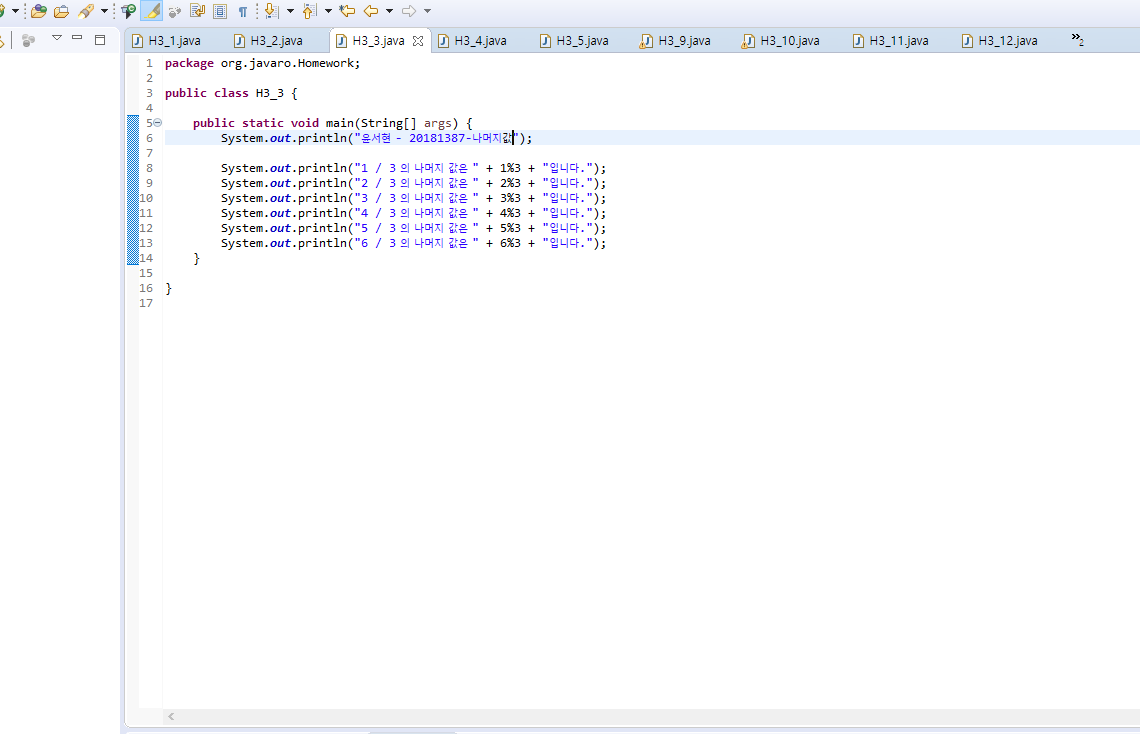 H3_1.java H3_2.java H3_3.java H3_4.java H3_5.java H3_9.java H3_10.java H3_11.java H3_12.java »2
1 package org.javaro.Homework;
2
3 public class H3_3 {
4
5 public static void main(String[] args) {
6 System.out.println("윤서현 - 20181387-나머지값");
7
8 System.out.println("1 / 3의 나머지 값은 " + 1%3 + "입니다.");
9 System.out.println("2 / 3의 나머지 값은 " + 2%3 + "입니다.");
10 System.out.println("3 / 3의 나머지 값은 " + 3%3 + "입니다.");
11 System.out.println("4 / 3의 나머지 값은 " + 4%3 + "입니다.");
12 System.out.println("5 / 3의 나머지 값은 " + 5%3 + "입니다.");
13 System.out.println("6 / 3의 나머지 값은 " + 6%3 + "입니다.");
14 }
15
16 }
17